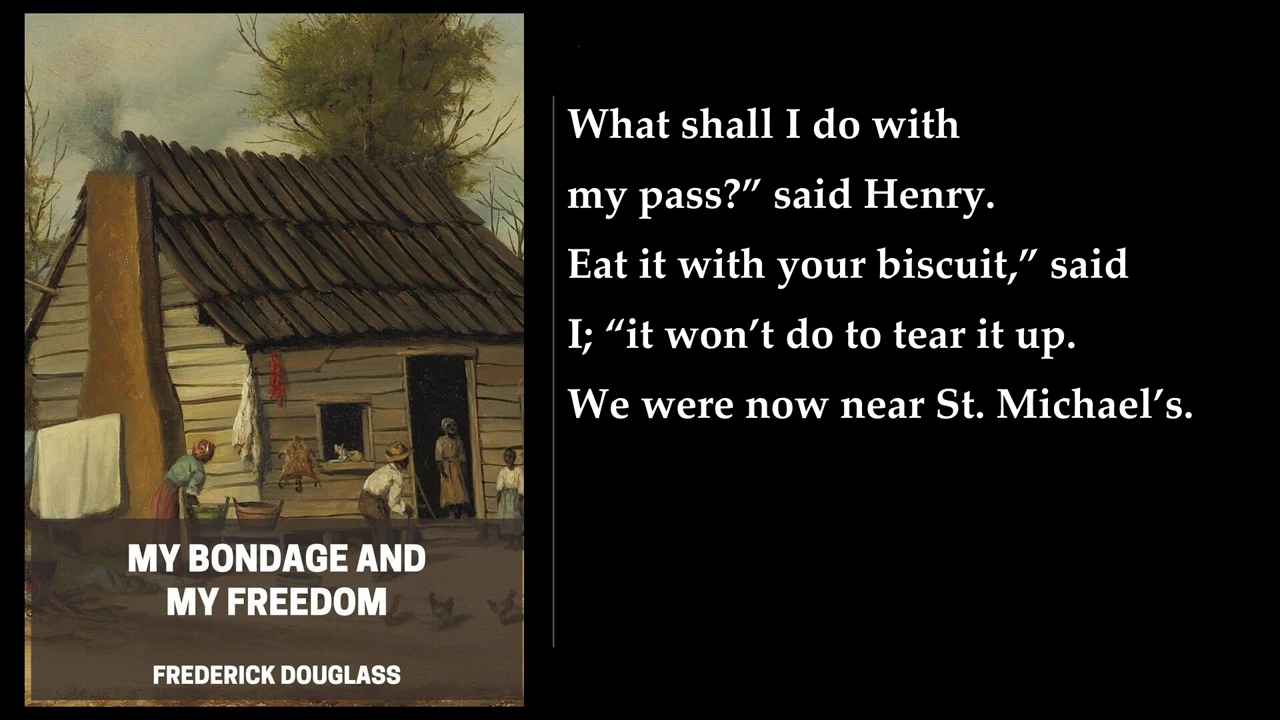 MY BONDAGE AND
MY FREEDOM
FREDERICK DOUGLASS
What shall I do with
my pass?” said Henry.
Eat it with your biscuit,” said
I; “it won’t do to tear it up.
We were now near St. Michael’s.